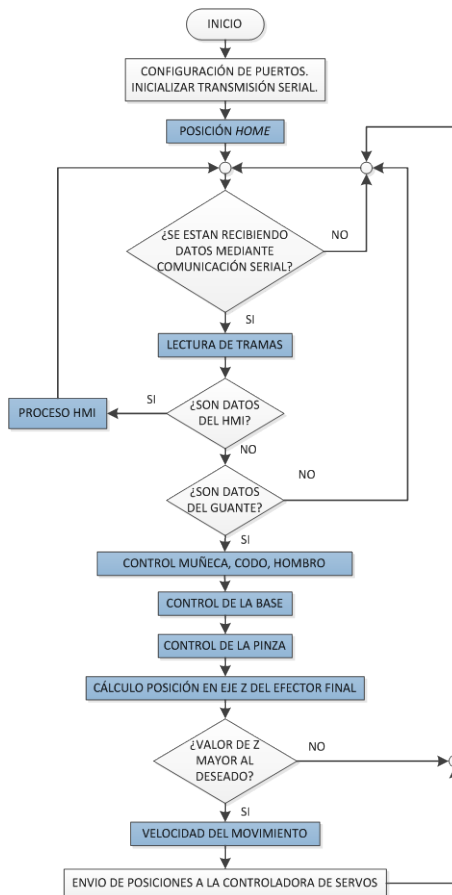 INICIO
CONFIGURACIÓN DE PUERTOS.
INICIALIZAR TRANSMISIÓN SERIAL.
POSICIÓN HOME
¿SE ESTAN RECIBIENDO
DATOS MEDIANTE
COMUNICACIÓN SERIAL?
NO
SI
LECTURA DE TRAMAS
¿SON DATOS
DEL HMI?
SI
PROCESO HMI
NO
¿SON DATOS
DEL GUANTE?
NO
SI
CONTROL MUÑECA, CODO, HOMBRO
CONTROL DE LA BASE
CONTROL DE LA PINZA
CÁLCULO POSICIÓN EN EJE Z DEL EFECTOR FINAL
¿VALOR DE Z
MAYOR AL
DESEADO?
NO
SI
VELOCIDAD DEL MOVIMIENTO
ENVIO DE POSICIONES A LA CONTROLADORA DE SERVOS